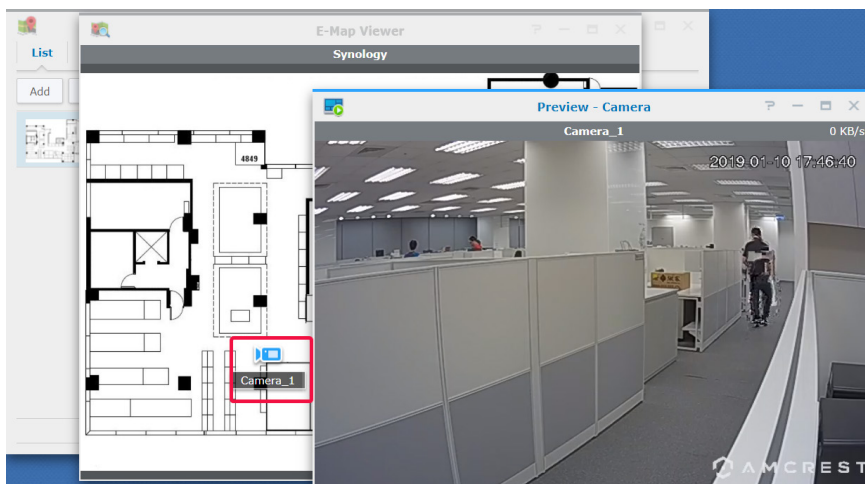 E-Map Viewer
Synology
List
Add
Preview - Camera
Camera_1
0 KB/s
2019-01-10 17:46:40
4849
Camera_1
AMCREST